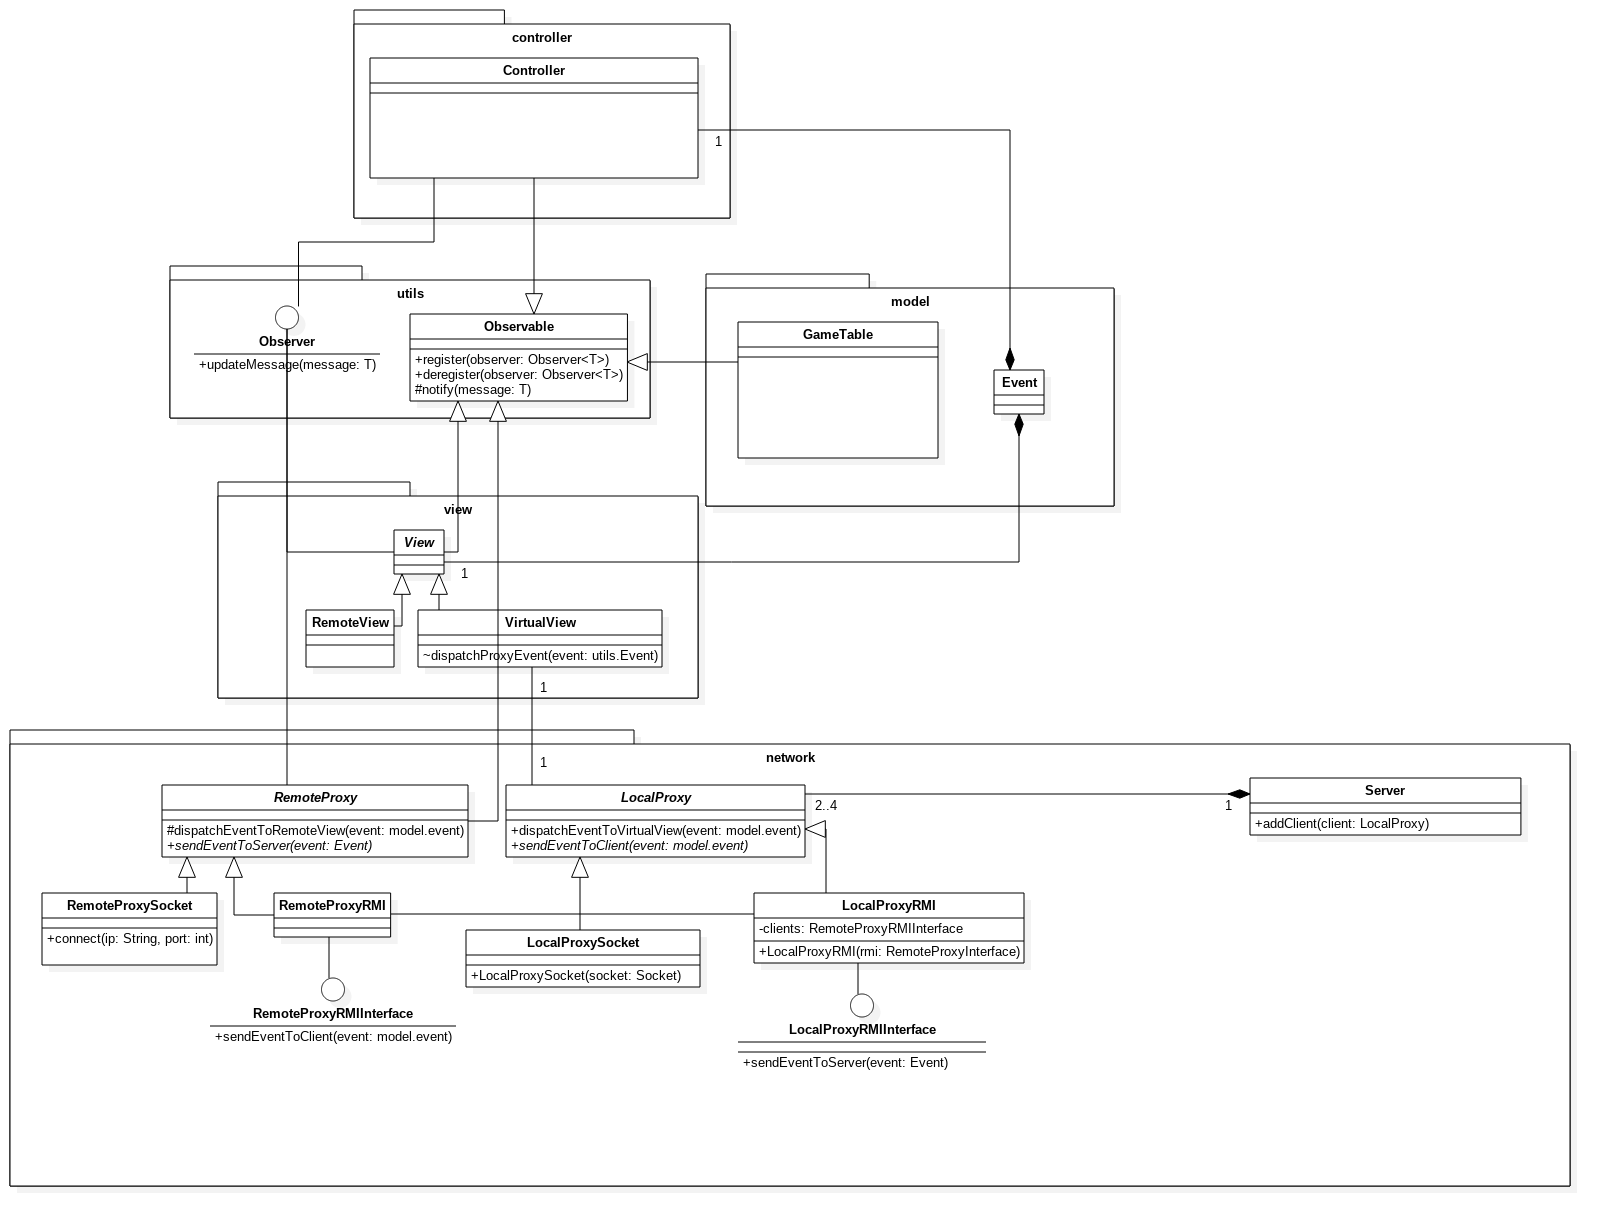 controller
Controller
1
utils
Observer
+updateMessage(message: T)
Observable
+register(observer: Observer<T>)
+deregister(observer: Observer<T>)
#notify(message: T)
model
GameTable
Event
view
View
1
RemoteView
VirtualView
~dispatchProxyEvent(event: utils.Event)
1
network
1
RemoteProxy
#dispatchEventToRemoteView(event: model.event)
+sendEventToServer(event: Event)
LocalProxy
+dispatchEventToVirtualView(event: model.event)
+sendEventToClient(event: model.event)
2..4
1
Server
+addClient(client: LocalProxy)
RemoteProxySocket
+connect(ip: String, port: int)
RemoteProxyRMI
LocalProxySocket
+LocalProxySocket(socket: Socket)
LocalProxyRMI
-clients: RemoteProxyRMIInterface
+LocalProxyRMI(rmi: RemoteProxyInterface)
RemoteProxyRMIInterface
+sendEventToClient(event: model.event)
LocalProxyRMIInterface
+sendEventToServer(event: Event)